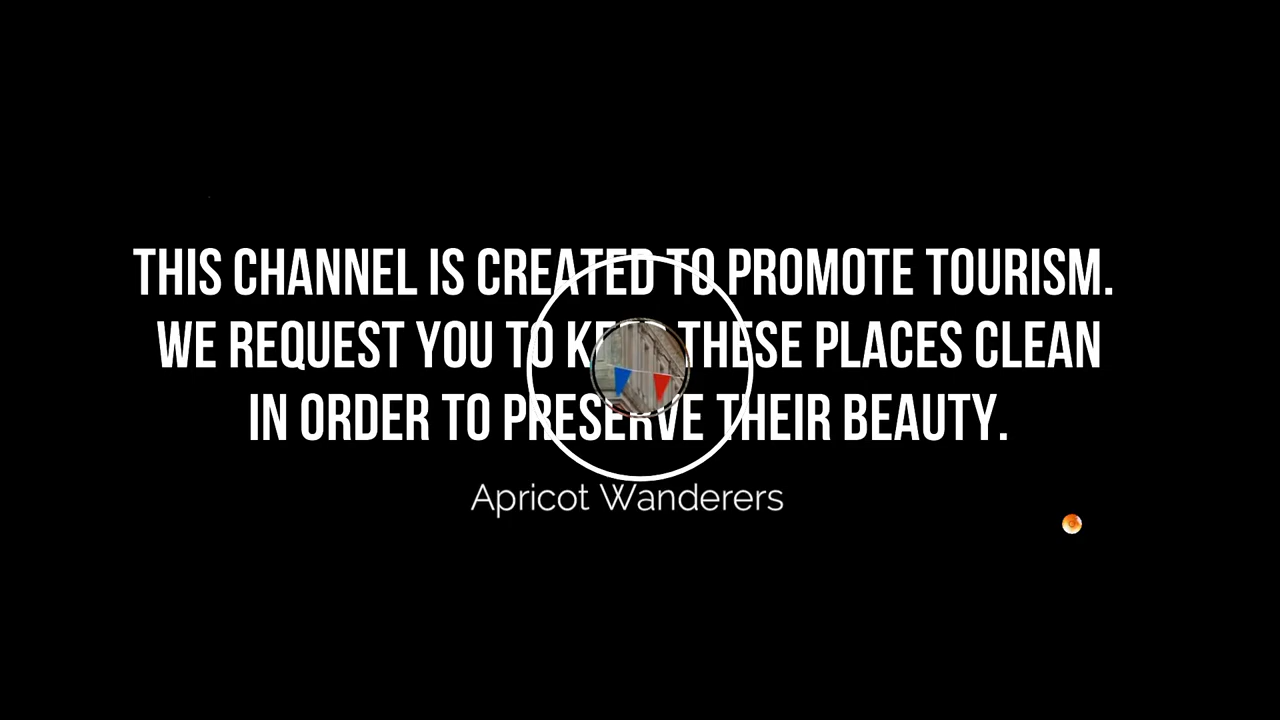 THIS CHANNEL IS CREATED TO PROMOTE TOURISM.
WE REQUEST YOU TO THESE PLACES CLEAN
IN ORDER TO PRESERVE THEIR BEAUTY.
Apricot Wanderers